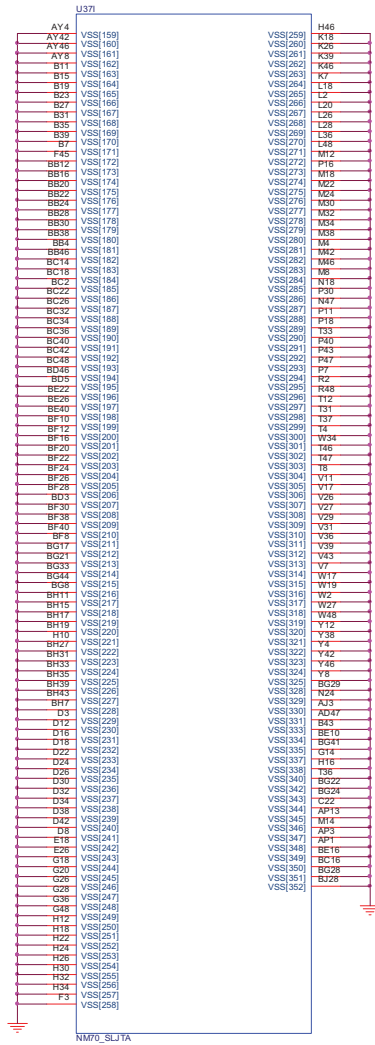 U37I
AY4 VSS[159]
AY42 VSS[160]
AY46 VSS[161]
AY8 VSS[162]
B11 VSS[163]
B15 VSS[164]
B19 VSS[165]
B23 VSS[166]
B27 VSS[167]
B31 VSS[168]
B35 VSS[169]
B39 VSS[170]
B7 VSS[171]
F45 VSS[172]
BB12 VSS[173]
BB16 VSS[174]
BB20 VSS[175]
BB22 VSS[176]
BB24 VSS[177]
BB28 VSS[178]
BB30 VSS[179]
BB38 VSS[180]
BB4 VSS[181]
BB46 VSS[182]
BC14 VSS[183]
BC18 VSS[184]
BC2 VSS[185]
BC22 VSS[186]
BC26 VSS[187]
BC32 VSS[188]
BC34 VSS[189]
BC36 VSS[190]
BC40 VSS[191]
BC42 VSS[192]
BC48 VSS[193]
BD46 VSS[194]
BD5 VSS[195]
BE22 VSS[196]
BE26 VSS[197]
BE40 VSS[198]
BF10 VSS[199]
BF12 VSS[200]
BF16 VSS[201]
BF20 VSS[202]
BF22 VSS[203]
BF24 VSS[204]
BF26 VSS[205]
BF28 VSS[206]
BD3 VSS[207]
BF30 VSS[208]
BF38 VSS[209]
BF40 VSS[210]
BF8 VSS[211]
BG17 VSS[212]
BG21 VSS[213]
BG33 VSS[214]
BG44 VSS[215]
BG8 VSS[216]
BH11 VSS[217]
BH15 VSS[218]
BH17 VSS[219]
BH19 VSS[220]
H10 VSS[221]
BH27 VSS[222]
BH31 VSS[223]
BH33 VSS[224]
BH35 VSS[225]
BH39 VSS[226]
BH43 VSS[227]
BH7 VSS[228]
D3 VSS[229]
D12 VSS[230]
D16 VSS[231]
D18 VSS[232]
D22 VSS[233]
D24 VSS[234]
D26 VSS[235]
D30 VSS[236]
D32 VSS[237]
D34 VSS[238]
D38 VSS[239]
D42 VSS[240]
D8 VSS[241]
E18 VSS[242]
E26 VSS[243]
G18 VSS[244]
G20 VSS[245]
G26 VSS[246]
G28 VSS[247]
G36 VSS[248]
G48 VSS[249]
H12 VSS[250]
H18 VSS[251]
H22 VSS[252]
H24 VSS[253]
H26 VSS[254]
H30 VSS[255]
H32 VSS[256]
H34 VSS[257]
F3 VSS[258]
VSS[259] H46
VSS[260] K18
VSS[261] K26
VSS[262] K39
VSS[263] K46
VSS[264] K7
VSS[265] L18
VSS[266] L2
VSS[267] L20
VSS[268] L26
VSS[269] L28
VSS[270] L36
VSS[271] L48
VSS[272] M12
VSS[273] P16
VSS[274] M18
VSS[275] M22
VSS[276] M24
VSS[277] M30
VSS[278] M32
VSS[279] M34
VSS[280] M38
VSS[281] M4
VSS[282] M42
VSS[283] M46
VSS[284] M8
VSS[285] N18
VSS[286] P30
VSS[287] N47
VSS[288] P11
VSS[289] P18
VSS[290] T33
VSS[291] P40
VSS[292] P43
VSS[293] P47
VSS[294] P7
VSS[295] R2
VSS[296] R48
VSS[297] T12
VSS[298] T31
VSS[299] T37
VSS[300] T4
VSS[301] W34
VSS[302] T46
VSS[303] T47
VSS[304] T8
VSS[305] V11
VSS[306] V17
VSS[307] V26
VSS[308] V27
VSS[309] V29
VSS[310] V31
VSS[311] V36
VSS[312] V39
VSS[313] V43
VSS[314] V7
VSS[315] W17
VSS[316] W19
VSS[317] W2
VSS[318] W27
VSS[319] W48
VSS[320] Y12
VSS[321] Y38
VSS[322] Y4
VSS[323] Y42
VSS[324] Y46
VSS[325] Y8
VSS[328] BG29
VSS[329] N24
VSS[330] AJ3
VSS[331] AD47
VSS[333] B43
VSS[334] BE10
VSS[335] BG41
VSS[337] G14
VSS[338] H16
VSS[340] T36
VSS[342] BG22
VSS[343] BG24
VSS[344] C22
VSS[345] AP13
VSS[346] M14
VSS[347] AP3
VSS[348] AP1
VSS[349] BE16
VSS[350] BC16
VSS[351] BG28
VSS[352] BJ28
NM70_SLJTA